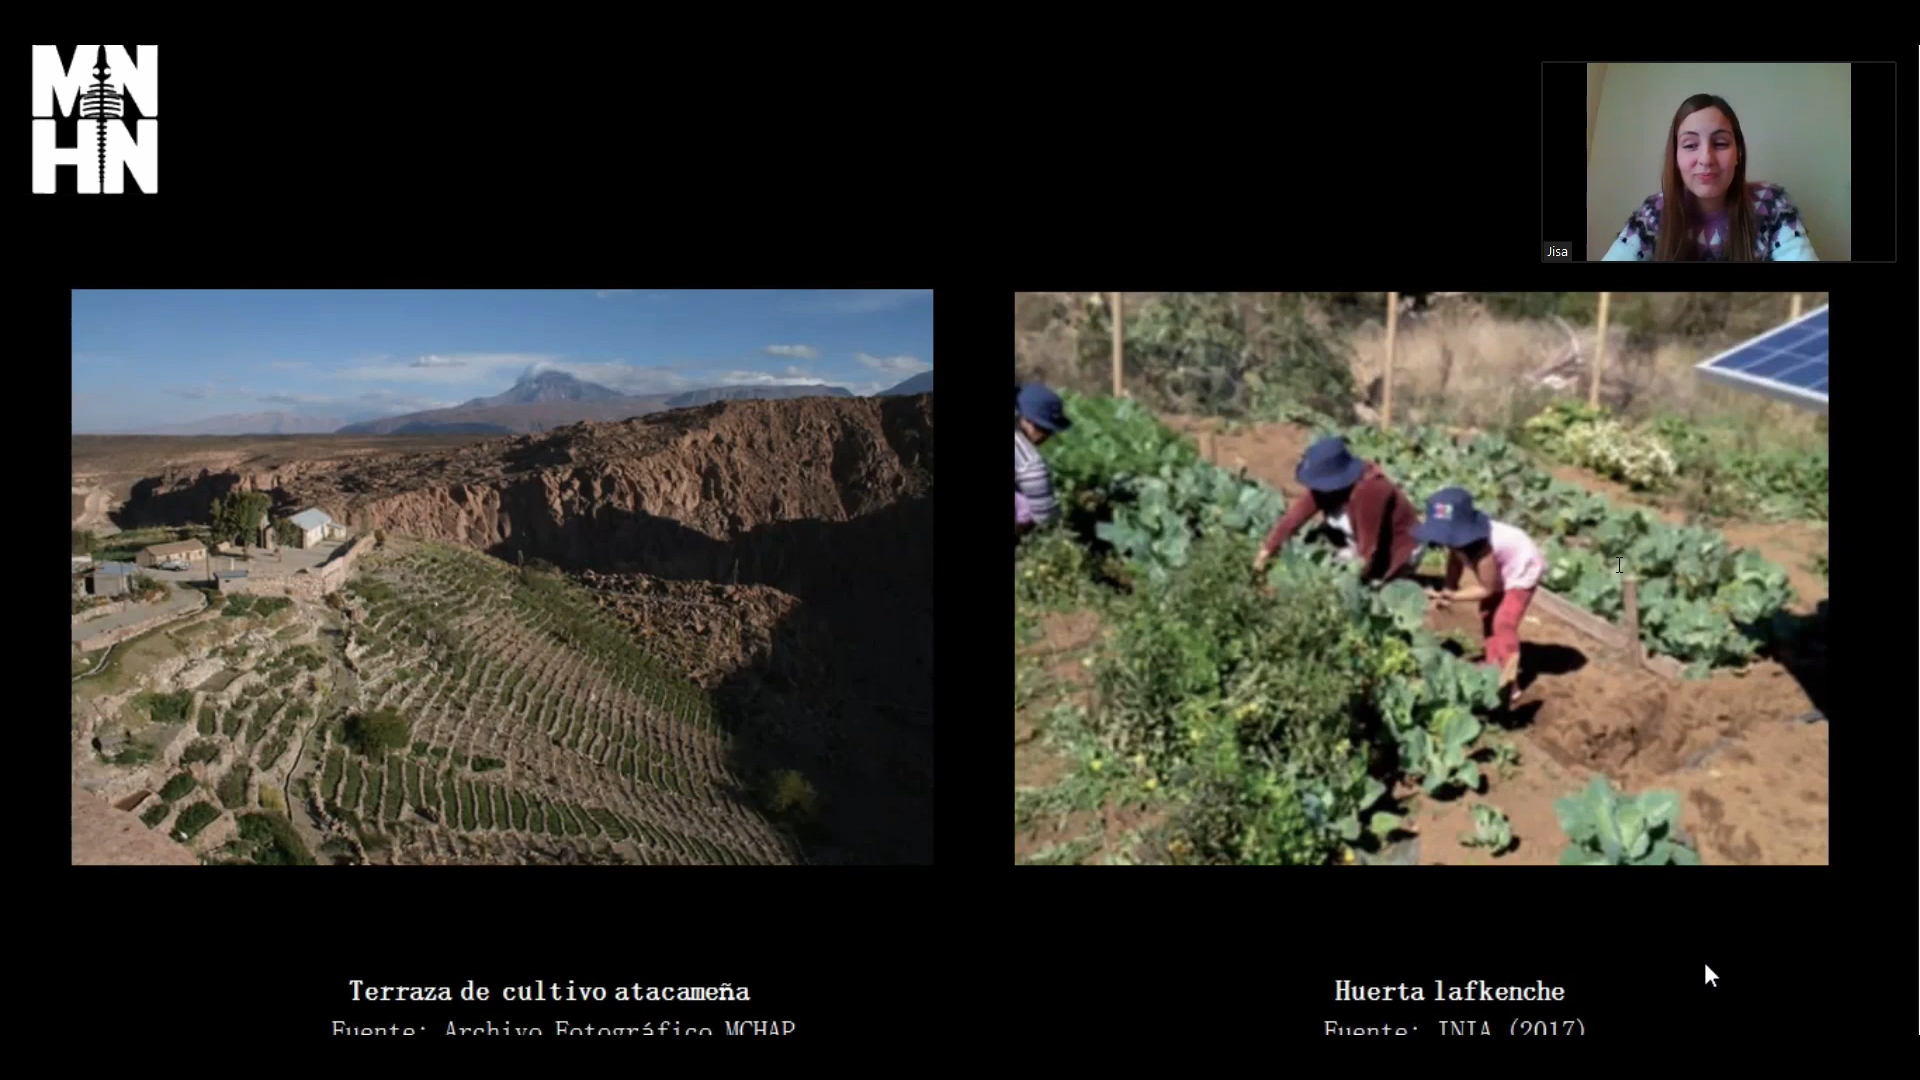 MN
HN
Jisa
Terraza de cultivo atacameña
Fuente: Archivo Fotográfico MCHAP
Huerta lafkenche
Fuente: INIA (2017)